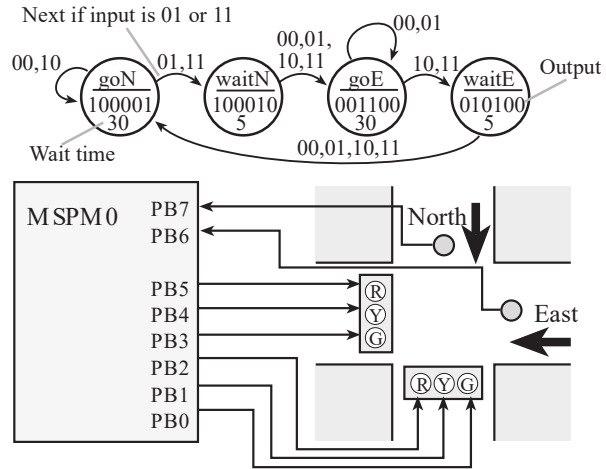 Next if input is 01 or 11
00,10
01,11
00,01,
10,11
00,01
10,11
goN
100001
30
waitN
100010
5
goE
001100
30
waitE
010100
5
Output
Wait time
00,01,10,11
MSPM0
PB7
PB6
PB5
PB4
PB3
PB2
PB1
PB0
North
East
R
Y
G
R Y G